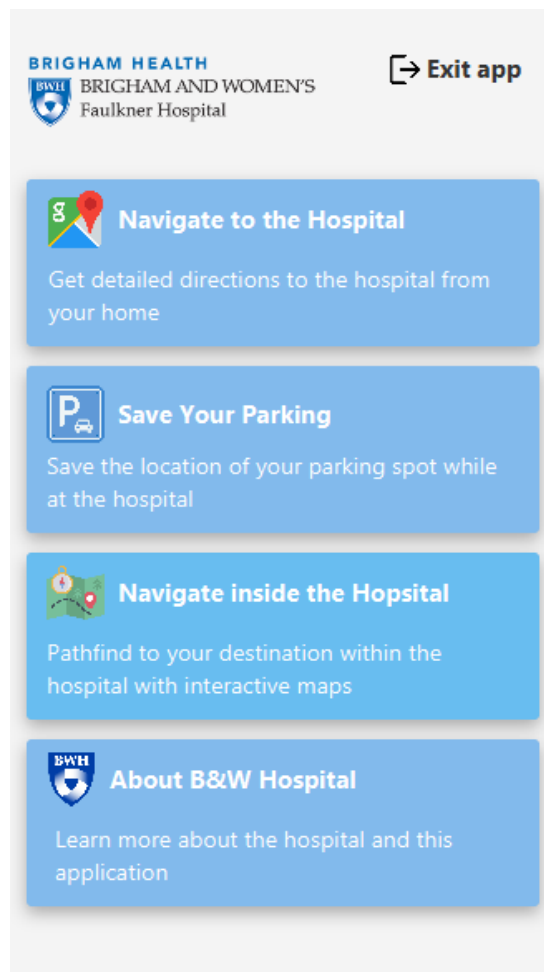 BRIGHAM HEALTH
BWH
BRIGHAM AND WOMEN'S
Faulkner Hospital
Exit app
g
Navigate to the Hospital
Get detailed directions to the hospital from
your home
P
Save Your Parking
Save the location of your parking spot while
at the hospital
Navigate inside the Hopsital
Pathfind to your destination within the
hospital with interactive maps
BWH
About B&W Hospital
Learn more about the hospital and this
application